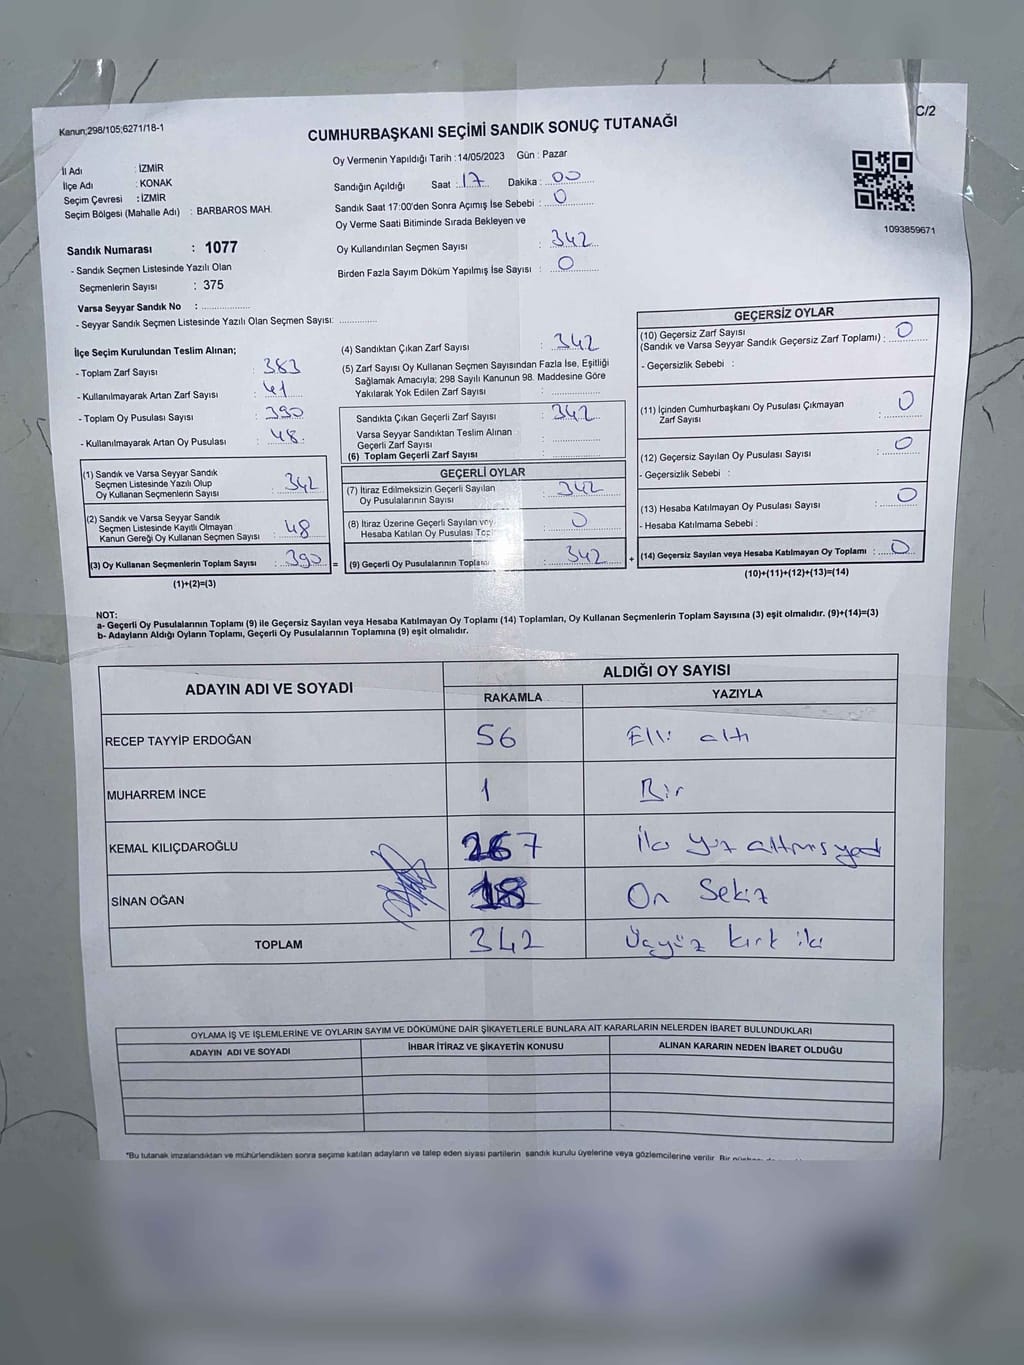 Kanun;298/105;6271/18-1
C/2
CUMHURBAŞKANI SEÇİMİ SANDIK SONUÇ TUTANAĞI
İl Adı : İZMİR
İlçe Adı : KONAK
Seçim Çevresi : İZMİR
Seçim Bölgesi (Mahalle Adı) : BARBAROS MAH.
Sandık Numarası : 1077
- Sandık Seçmen Listesinde Yazılı Olan
Seçmenlerin Sayısı : 375
Varsa Seyyar Sandık No :
- Seyyar Sandık Seçmen Listesinde Yazılı Olan Seçmen Sayısı:
Oy Vermenin Yapıldığı Tarih :14/05/2023 Gün : Pazar
Sandığın Açıldığı Saat : 17 Dakika : 00
Sandık Saat 17:00'den Sonra Açımış İse Sebebi : 0
Oy Verme Saati Bitiminde Sırada Bekleyen ve
Oy Kullandırılan Seçmen Sayısı : 342
Birden Fazla Sayım Döküm Yapılmış İse Sayısı : 0
1093859671
İlçe Seçim Kurulundan Teslim Alınan;
- Toplam Zarf Sayısı : 383
- Kullanılmayarak Artan Zarf Sayısı : 41
- Toplam Oy Pusulası Sayısı : 390
- Kullanılmayarak Artan Oy Pusulası : 48.
(1) Sandık ve Varsa Seyyar Sandık
Seçmen Listesinde Yazılı Olup
Oy Kullanan Seçmenlerin Sayısı : 342
(2) Sandık ve Varsa Seyyar Sandık
Seçmen Listesinde Kayıtlı Olmayan
Kanun Gereği Oy Kullanan Seçmen Sayısı : 48
(3) Oy Kullanan Seçmenlerin Toplam Sayısı : 390 =
(1)+(2)=(3)
(4) Sandıktan Çıkan Zarf Sayısı : 342
(5) Zarf Sayısı Oy Kullanan Seçmen Sayısından Fazla İse, Eşitliği
Sağlamak Amacıyla; 298 Sayılı Kanunun 98. Maddesine Göre
Yakılarak Yok Edilen Zarf Sayısı :
Sandıkta Çıkan Geçerli Zarf Sayısı : 342
Varsa Seyyar Sandıktan Teslim Alınan
Geçerli Zarf Sayısı :
(6) Toplam Geçerli Zarf Sayısı :
GEÇERLİ OYLAR
(7) İtiraz Edilmeksizin Geçerli Sayılan
Oy Pusulalarının Sayısı : 342
(8) İtiraz Üzerine Geçerli Sayılan vey
Hesaba Katılan Oy Pusulası Top : 0
(9) Geçerli Oy Pusulalarının Toplamı : 342 +
GEÇERSİZ OYLAR
(10) Geçersiz Zarf Sayısı
(Sandık ve Varsa Seyyar Sandık Geçersiz Zarf Toplamı) : 0
- Geçersizlik Sebebi :
(11) İçinden Cumhurbaşkanı Oy Pusulası Çıkmayan
Zarf Sayısı : 0
(12) Geçersiz Sayılan Oy Pusulası Sayısı : 0
- Geçersizlik Sebebi :
(13) Hesaba Katılmayan Oy Pusulası Sayısı : 0
- Hesaba Katılmama Sebebi :
(14) Geçersiz Sayılan veya Hesaba Katılmayan Oy Toplamı : 0
(10)+(11)+(12)+(13)=(14)
NOT:
a- Geçerli Oy Pusulalarının Toplamı (9) ile Geçersiz Sayılan veya Hesaba Katılmayan Oy Toplamı (14) Toplamları, Oy Kullanan Seçmenlerin Toplam Sayısına (3) eşit olmalıdır. (9)+(14)=(3)
b- Adayların Aldığı Oyların Toplamı, Geçerli Oy Pusulalarının Toplamına (9) eşit olmalıdır.
ADAYIN ADI VE SOYADI ALDIĞI OY SAYISI
RAKAMLA YAZIYLA
RECEP TAYYİP ERDOĞAN 56 Elli altı
MUHARREM İNCE 1 Bir
KEMAL KILIÇDAROĞLU 267 İki yüz altmış yedi
SİNAN OĞAN 18 On Sekiz
TOPLAM 342 Üçyüz kırk iki
OYLAMA İŞ VE İŞLEMLERİNE VE OYLARIN SAYIM VE DÖKÜMÜNE DAİR ŞİKAYETLERLE BUNLARA AİT KARARLARIN NELERDEN İBARET BULUNDUKLARI
ADAYIN ADI VE SOYADI İHBAR İTİRAZ VE ŞİKAYETİN KONUSU ALINAN KARARIN NEDEN İBARET OLDUĞU
*Bu tutanak imzalandıktan ve mühürlendikten sonra seçime katılan adayların ve talep eden siyasi partilerin sandık kurulu üyelerine veya gözlemcilerine verilir. Bir